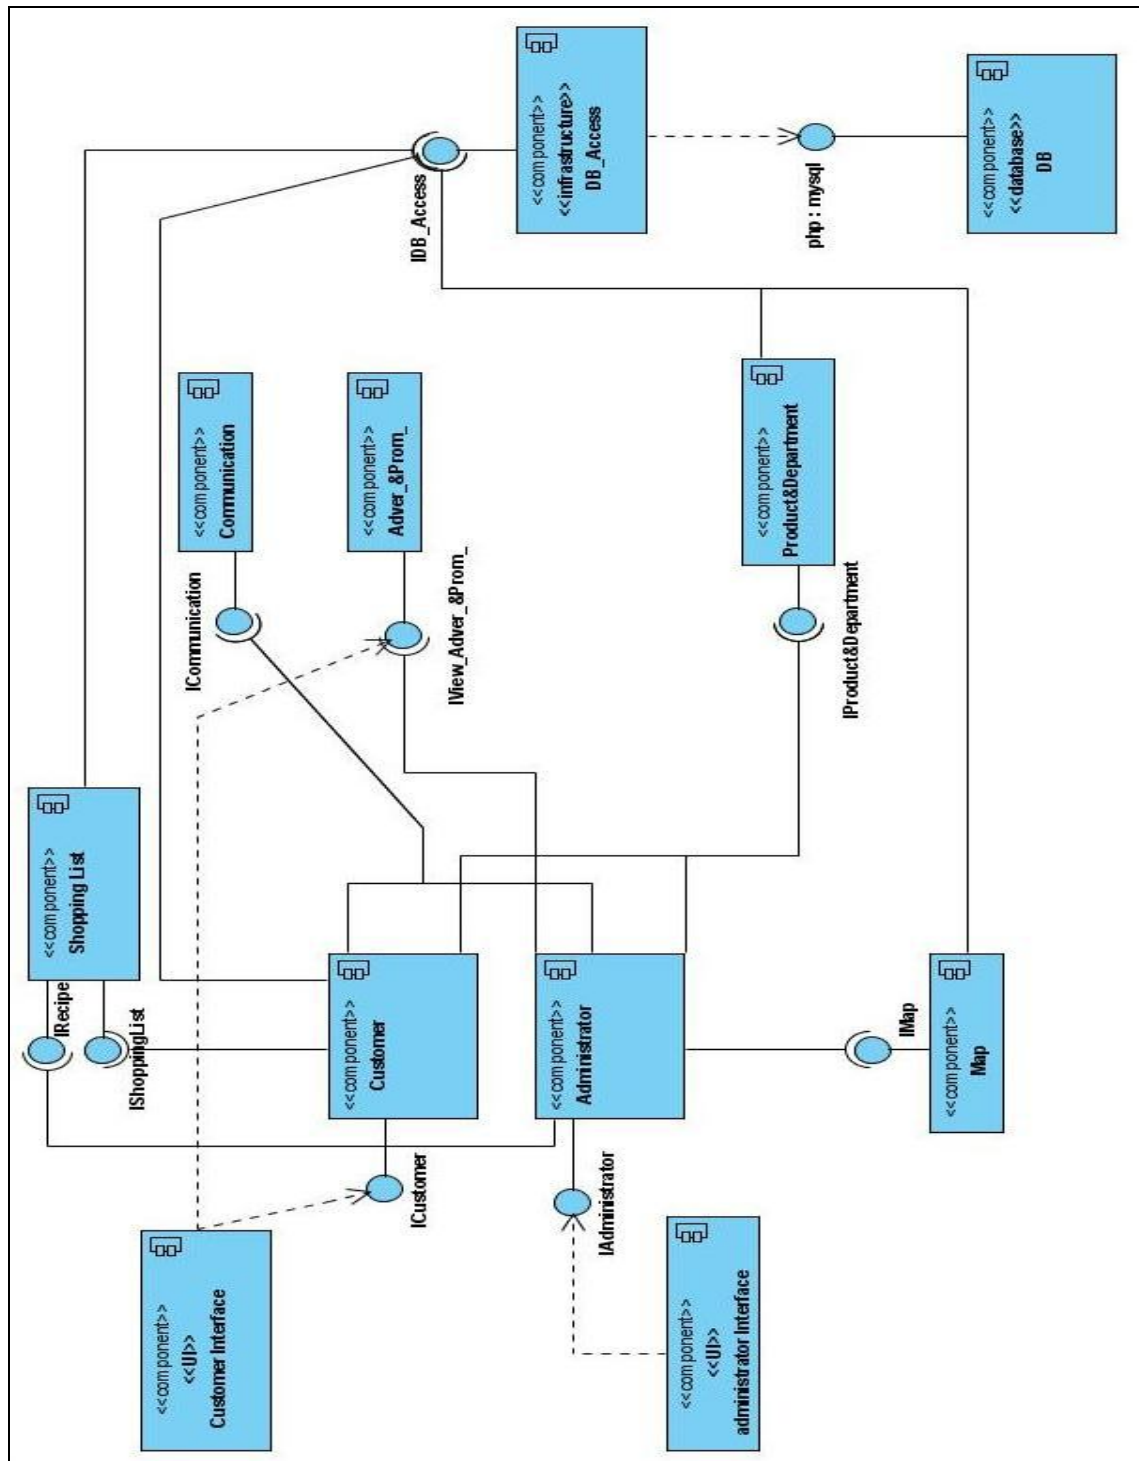 IRecipe
<<component>>
Shopping List
IShoppingList
<<component>>
<<UI>>
Customer Interface
ICommunication
<<component>>
Communication
<<component>>
Customer
ICustomer
<<component>>
Adver_&Prom_
IView_Adver_&Prom_
IDB_Access
<<component>>
<<infrastructure>>
DB_Access
<<component>>
Administrator
IAdministrator
<<component>>
<<UI>>
administrator Interface
<<component>>
Product&Department
IProduct&Department
php : mysql
IMap
<<component>>
Map
<<component>>
<<database>>
DB